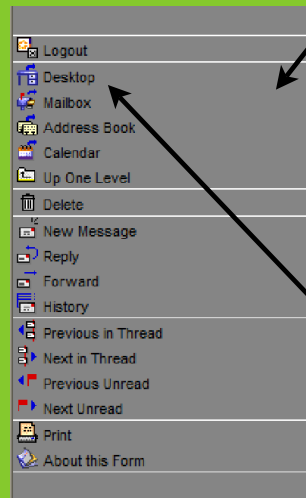 Logout
Desktop
Mailbox
Address Book
Calendar
Up One Level
Delete
New Message
Reply
Forward
History
Previous in Thread
Next in Thread
Previous Unread
Next Unread
Print
About this Form